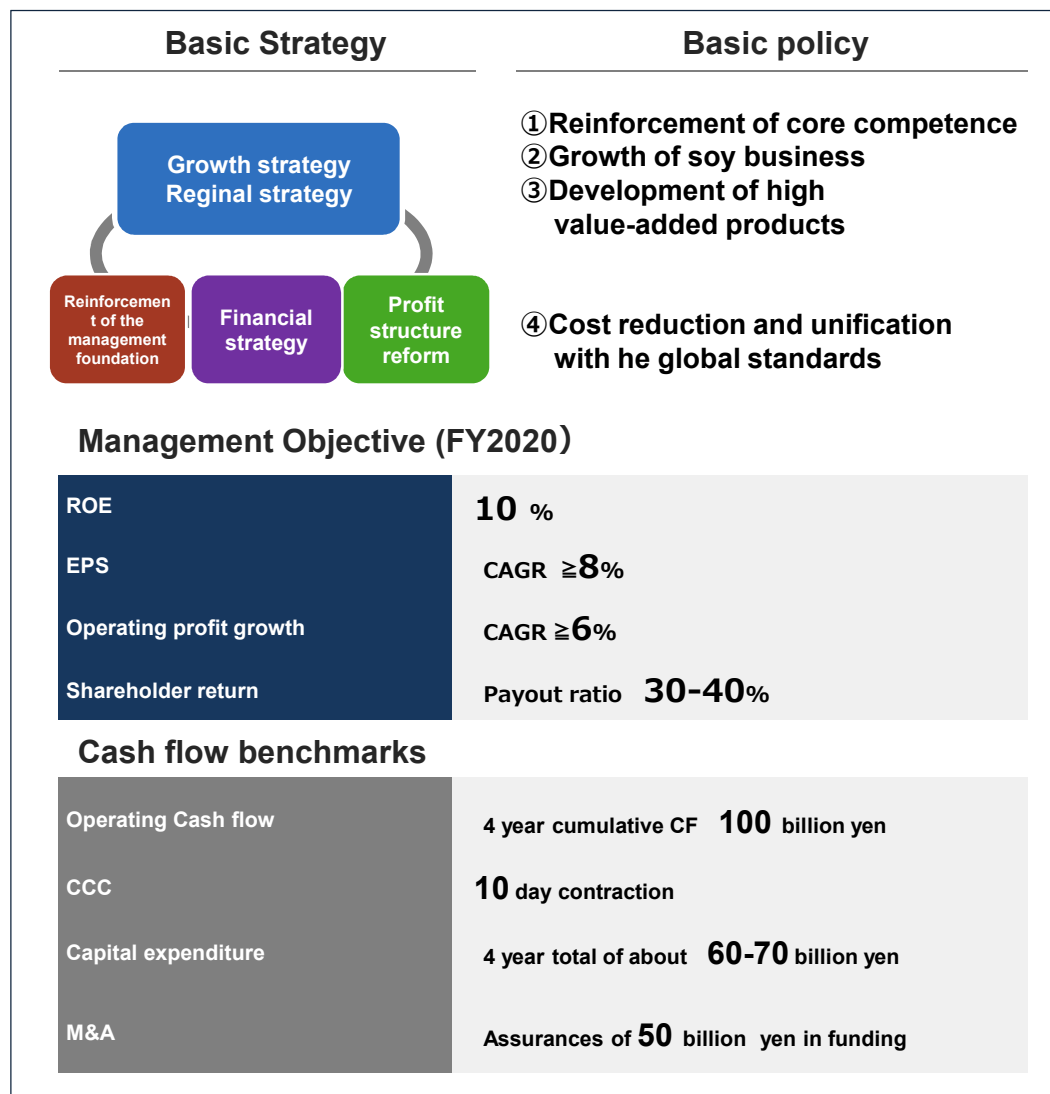 Basic Strategy
Basic policy
Growth strategy
Reginal strategy
Reinforcemen
t of the
management
foundation
Financial
strategy
Profit
structure
reform
①Reinforcement of core competence
②Growth of soy business
③Development of high
value-added products
④Cost reduction and unification
with he global standards
Management Objective (FY2020）
ROE
10 %
EPS
CAGR ≧8%
Operating profit growth
CAGR ≧6%
Shareholder return
Payout ratio 30-40%
Cash flow benchmarks
Operating Cash flow
4 year cumulative CF 100 billion yen
CCC
10 day contraction
Capital expenditure
4 year total of about 60-70 billion yen
M&A
Assurances of 50 billion yen in funding